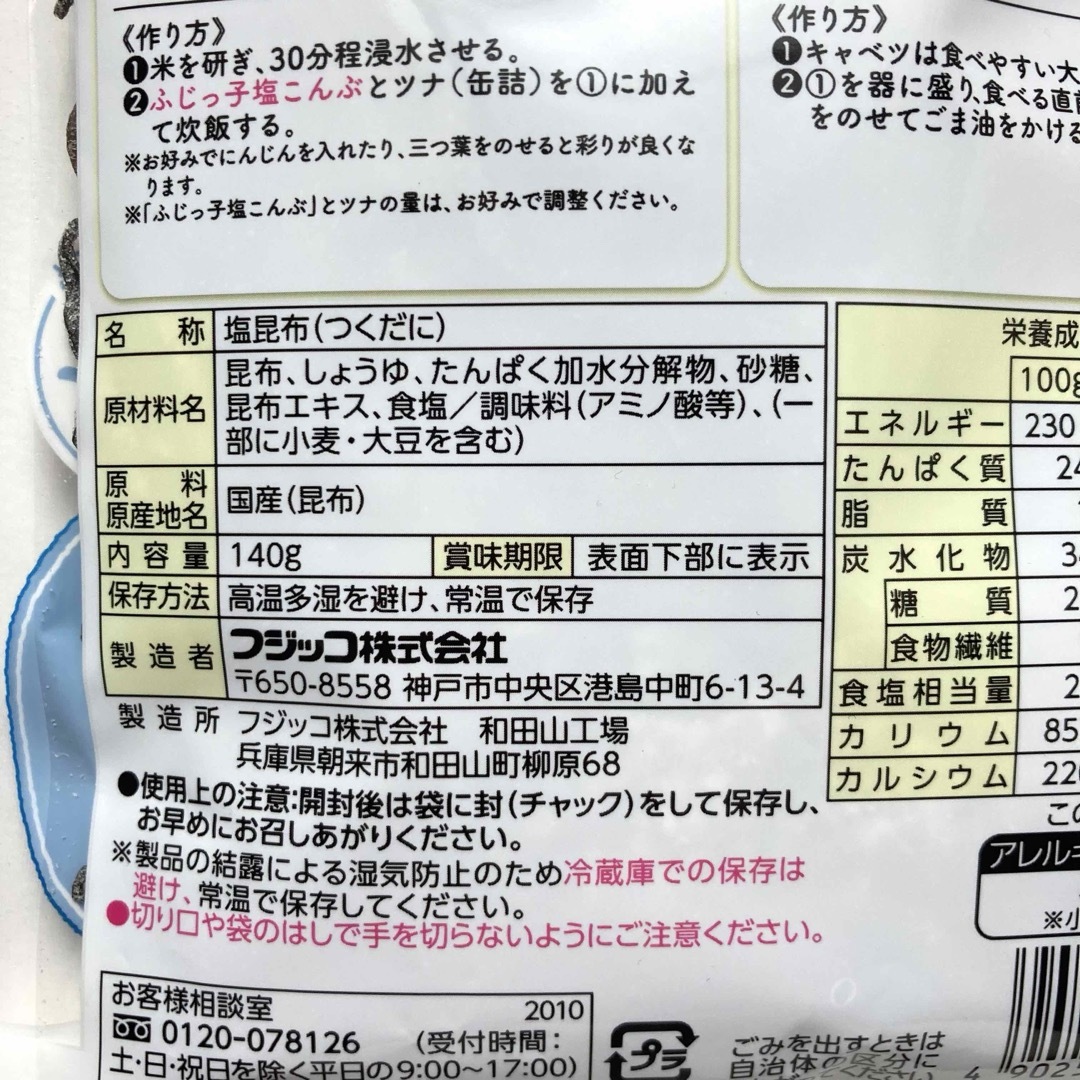 《作り方》
❶米を研ぎ、30分程浸水させる。
❷ふじっ子塩こんぶとツナ(缶詰)を①に加え
て炊飯する。
※お好みでにんじんを入れたり、三つ葉をのせると彩りが良くな
ります。
※「ふじっ子塩こんぶ」とツナの量は、お好みで調整ください。
《作り方》
❶キャベツは食べやすい大
❷①を器に盛り、食べる直前
をのせてごま油をかける
名称 塩昆布(つくだに)
原材料名 昆布、しょうゆ、たんぱく加水分解物、砂糖、
昆布エキス、食塩/調味料(アミノ酸等)、(一
部に小麦・大豆を含む)
原料
原産地名 国産(昆布)
内容量 140g 賞味期限 表面下部に表示
保存方法 高温多湿を避け、常温で保存
製造者 フジッコ株式会社
〒650-8558 神戸市中央区港島中町6-13-4
製造所 フジッコ株式会社 和田山工場
兵庫県朝来市和田山町柳原68
●使用上の注意:開封後は袋に封(チャック)をして保存し、
お早めにお召しあがりください。
※製品の結露による湿気防止のため冷蔵庫での保存は
避け、常温で保存してください。
●切り口や袋のはしで手を切らないようにご注意ください。
栄養成
100g
エネルギー 230
たんぱく質 24
脂質
炭水化物 34
糖質 2
食物繊維
食塩相当量 2
カリウム 85
カルシウム 220
この
アレルギ
※小
お客様相談室 2010
0120-078126 (受付時間:
土・日・祝日を除く平日の9:00~17:00)
プラ
ごみを出すときは
自治体の区分に
4 902